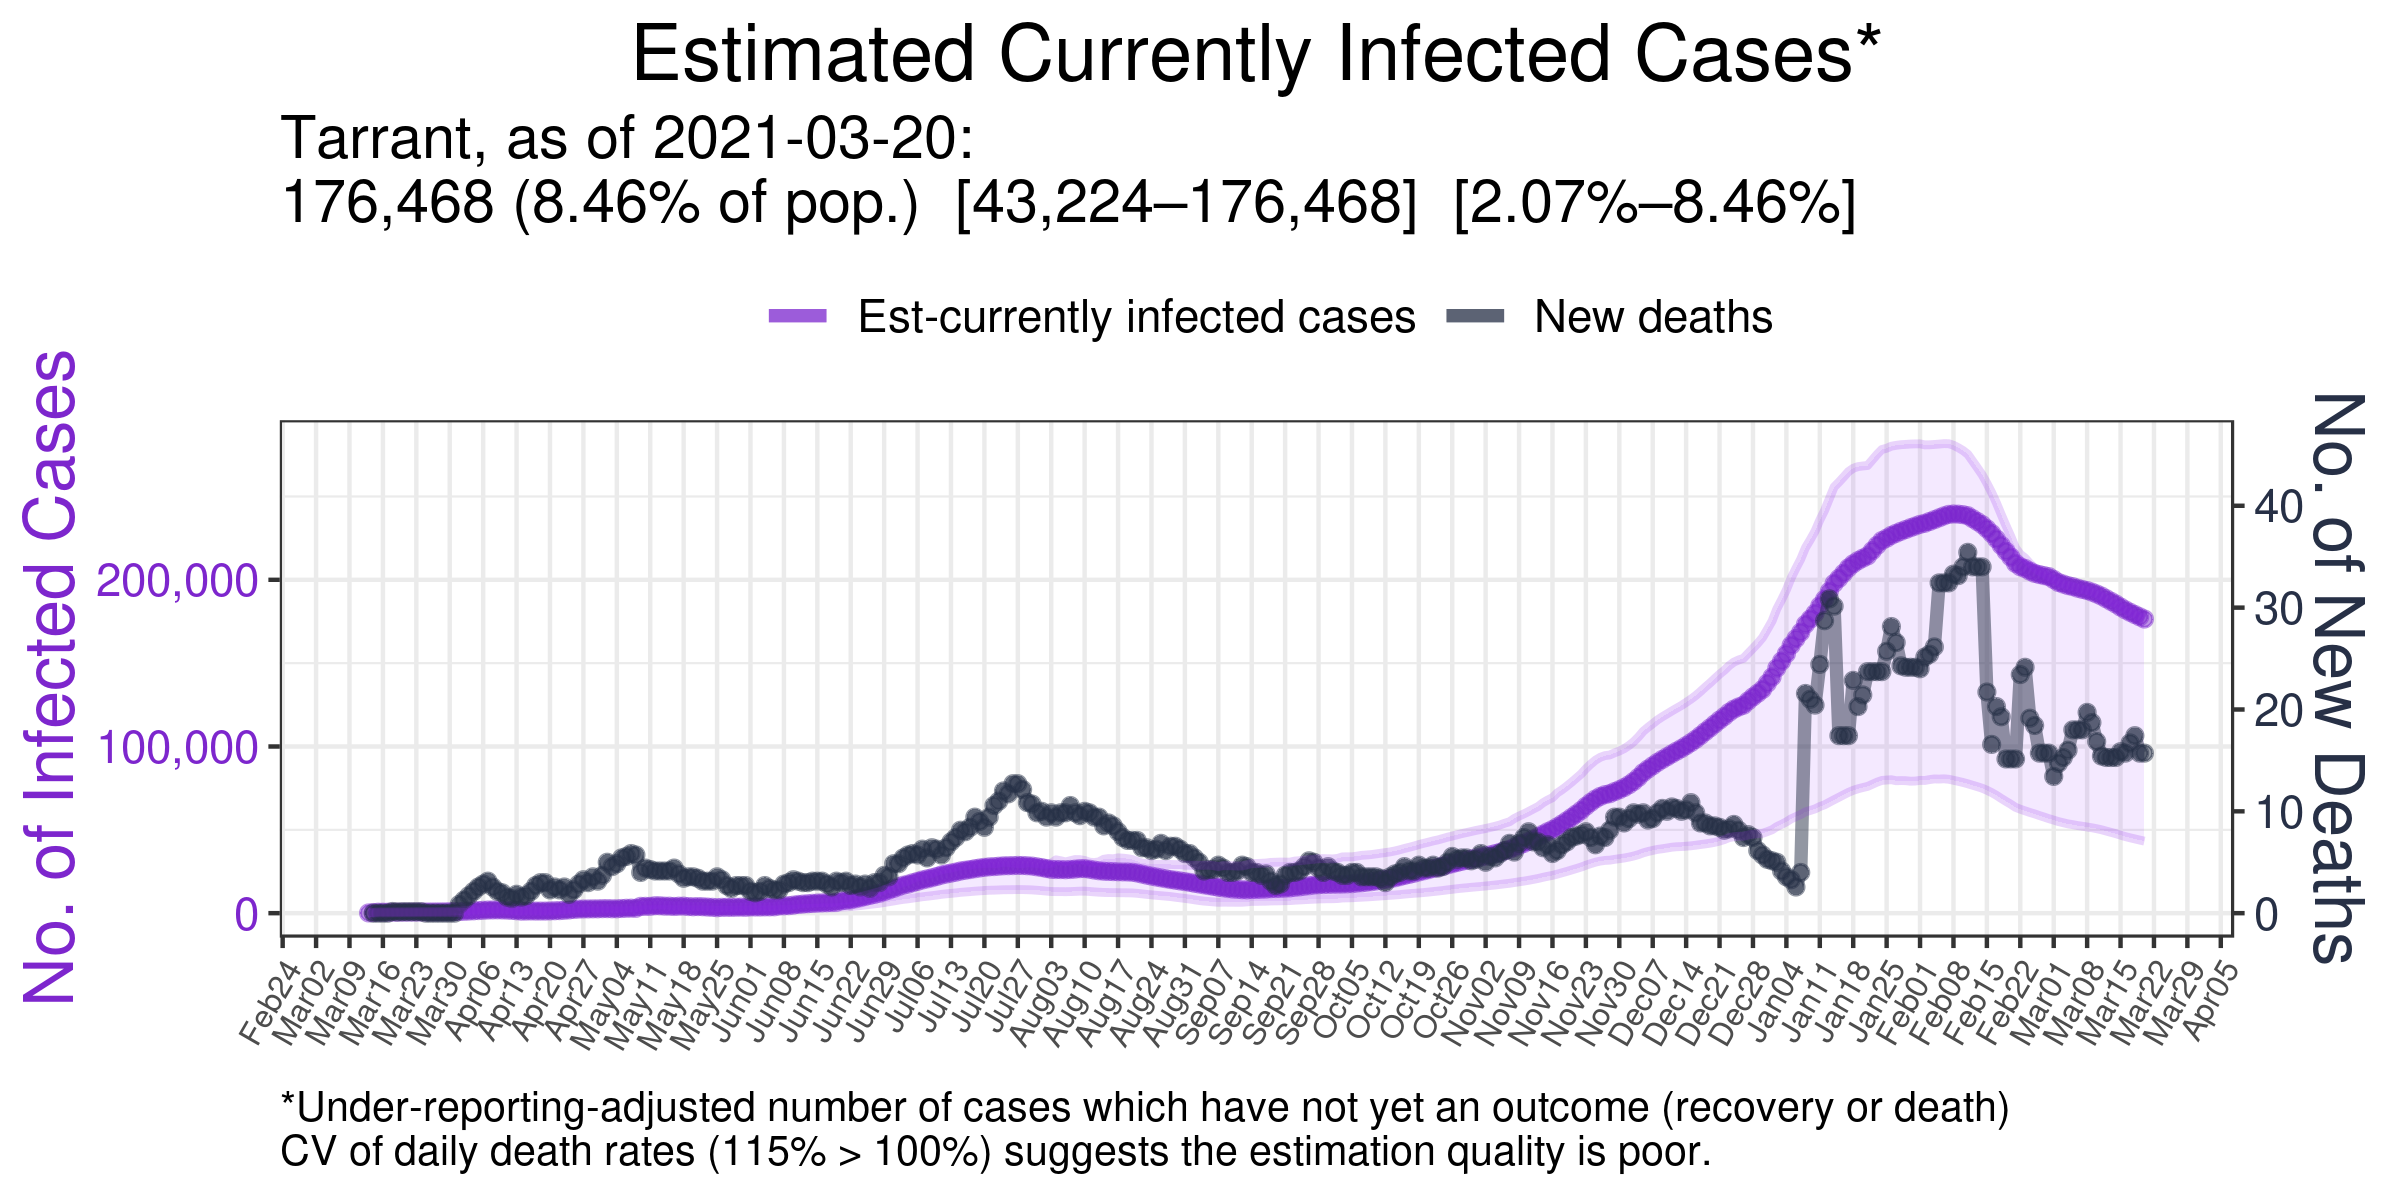 Estimated Currently Infected Cases*
Tarrant, as of 2021-03-20:
176,468 (8.46% of pop.) [43,224–176,468] [2.07%–8.46%]
Est-currently infected cases New deaths
No. of Infected Cases
200,000
100,000
0
40
30
20
10
0
No. of New Deaths
Feb24 Mar02 Mar09 Mar16 Mar23 Mar30 Apr06 Apr13 Apr20 Apr27 May04 May11 May18 May25 Jun01 Jun08 Jun15 Jun22 Jun29 Jul06 Jul13 Jul20 Jul27 Aug03 Aug10 Aug17 Aug24 Aug31 Sep07 Sep14 Sep21 Sep28 Oct05 Oct12 Oct19 Oct26 Nov02 Nov09 Nov16 Nov23 Nov30 Dec07 Dec14 Dec21 Dec28 Jan04 Jan11 Jan18 Jan25 Feb01 Feb08 Feb15 Feb22 Mar01 Mar08 Mar15 Mar22 Mar29 Apr05
*Under-reporting-adjusted number of cases which have not yet an outcome (recovery or death)
CV of daily death rates (115% > 100%) suggests the estimation quality is poor.